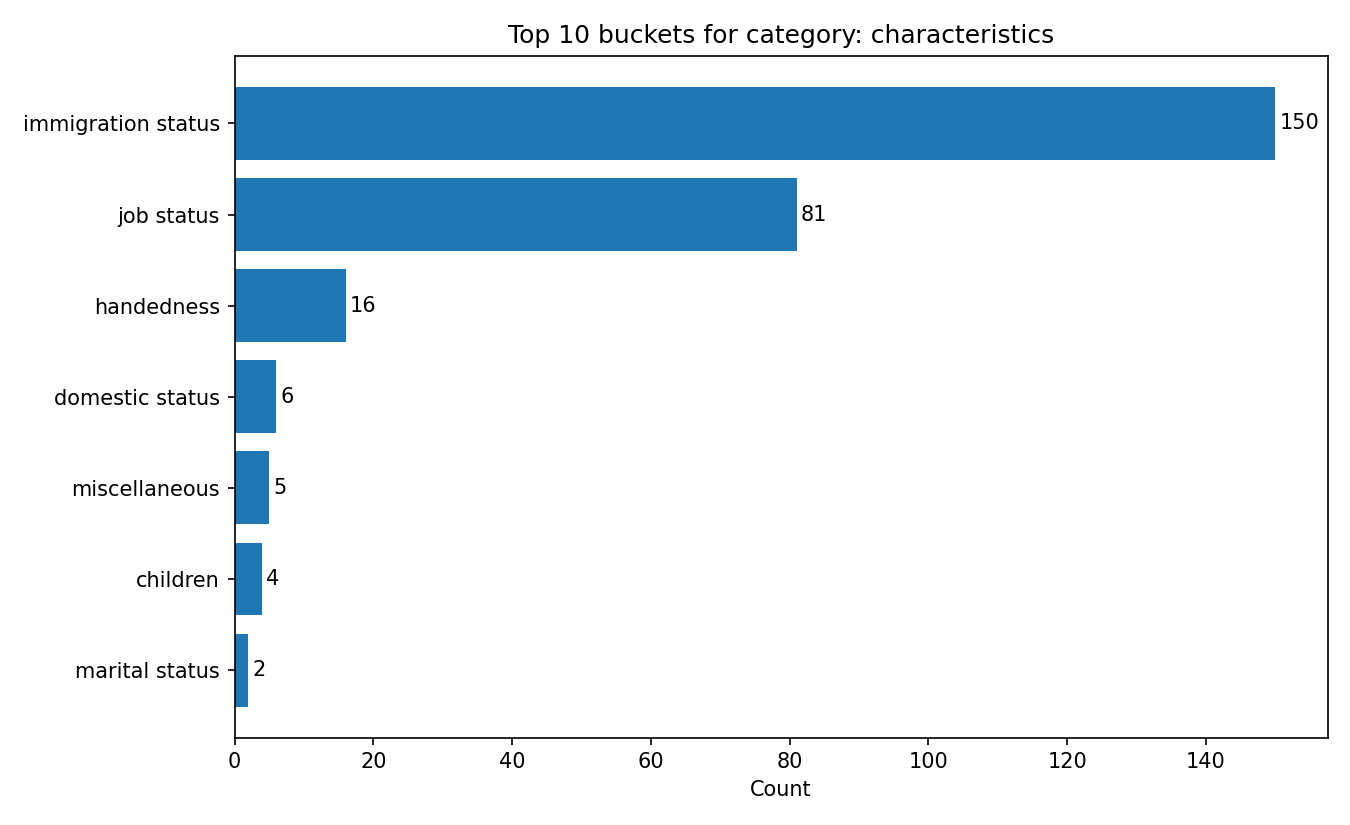 Top 10 buckets for category: characteristics
immigration status 150
job status 81
handedness 16
domestic status 6
miscellaneous 5
children 4
marital status 2
0 20 40 60 80 100 120 140
Count